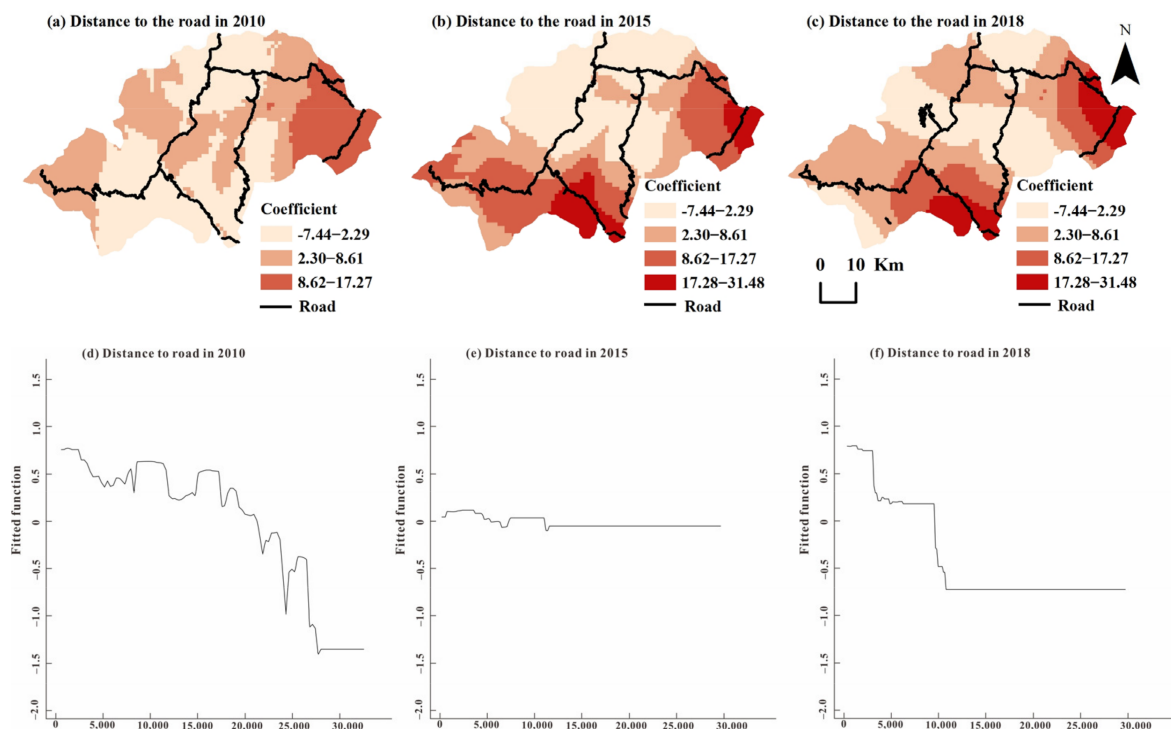 (a) Distance to the road in 2010
(b) Distance to the road in 2015
(c) Distance to the road in 2018
N
Coefficient
-7.44−2.29
2.30−8.61
8.62−17.27
Road
Coefficient
-7.44−2.29
2.30−8.61
8.62−17.27
17.28−31.48
Road
0 10 Km
Coefficient
-7.44−2.29
2.30−8.61
8.62−17.27
17.28−31.48
Road
(d) Distance to road in 2010
Fitted function
1.5
1.0
0.5
0
−0.5
−1.0
−1.5
−2.0
0 5,000 10,000 15,000 20,000 25,000 30,000
(e) Distance to road in 2015
Fitted function
1.5
1.0
0.5
0
−0.5
−1.0
−1.5
−2.0
0 5,000 10,000 15,000 20,000 25,000 30,000
(f) Distance to road in 2018
Fitted function
1.5
1.0
0.5
0
−0.5
−1.0
−1.5
−2.0
0 5,000 10,000 15,000 20,000 25,000 30,000